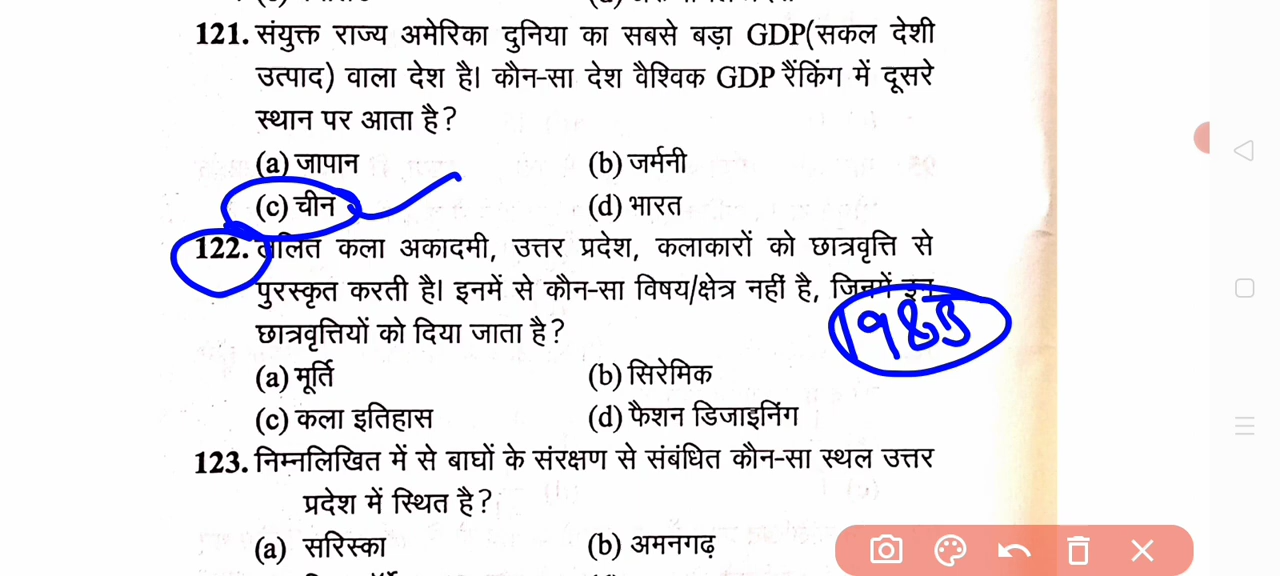 121. संयुक्त राज्य अमेरिका दुनिया का सबसे बड़ा GDP(सकल देशी
उत्पाद) वाला देश है। कौन-सा देश वैश्विक GDP रैंकिंग में दूसरे
स्थान पर आता है?
(a) जापान (b) जर्मनी
(c) चीन (d) भारत
122. ललित कला अकादमी, उत्तर प्रदेश, कलाकारों को छात्रवृत्ति से
पुरस्कृत करती है। इनमें से कौन-सा विषय/क्षेत्र नहीं है, जिनमें इन
छात्रवृत्तियों को दिया जाता है?
(a) मूर्ति (b) सिरेमिक
(c) कला इतिहास (d) फैशन डिजाइनिंग
123. निम्नलिखित में से बाघों के संरक्षण से संबंधित कौन-सा स्थल उत्तर
प्रदेश में स्थित है?
(a) सरिस्का (b) अमनगढ़